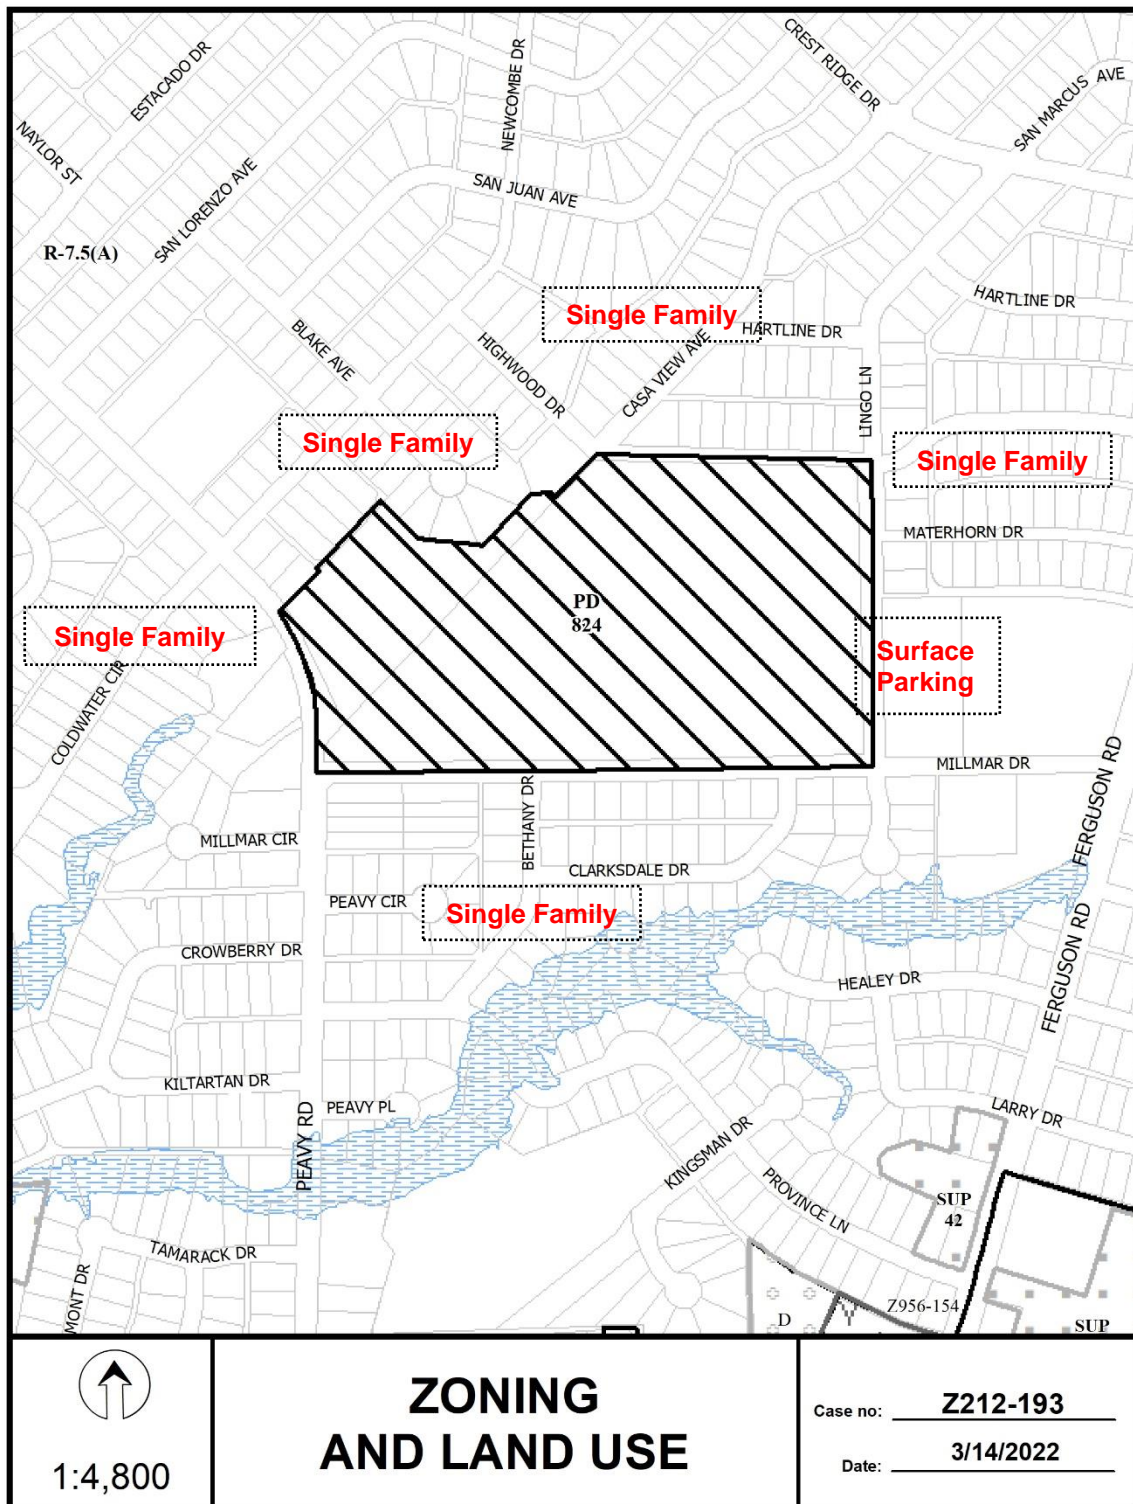 CREST RIDGE DR
ESTACADO DR
NEWCOMBE DR
SAN MARCUS AVE
NAYLOR ST
SAN JUAN AVE
SAN LORENZO AVE
R-7.5(A)
HARTLINE DR
Single Family
HARTLINE DR
BLAKE AVE
HIGHWOOD DR
CASA VIEW AVE
LINGO LN
Single Family
Single Family
MATERHORN DR
PD
824
Single Family
Surface
Parking
COLDWATER CIR
MILLMAR DR
FERGUSON RD
BETHANY DR
MILLMAR CIR
CLARKSDALE DR
PEAVY CIR
Single Family
CROWBERRY DR
HEALEY DR
FERGUSON RD
KILTARTAN DR
PEAVY PL
LARRY DR
PEAVY RD
KINGSMAN DR
PROVINCE LN
SUP
42
TAMARACK DR
MONT DR
Z956-154
D
SUP
ZONING
AND LAND USE
1:4,800
Case no: Z212-193
Date: 3/14/2022